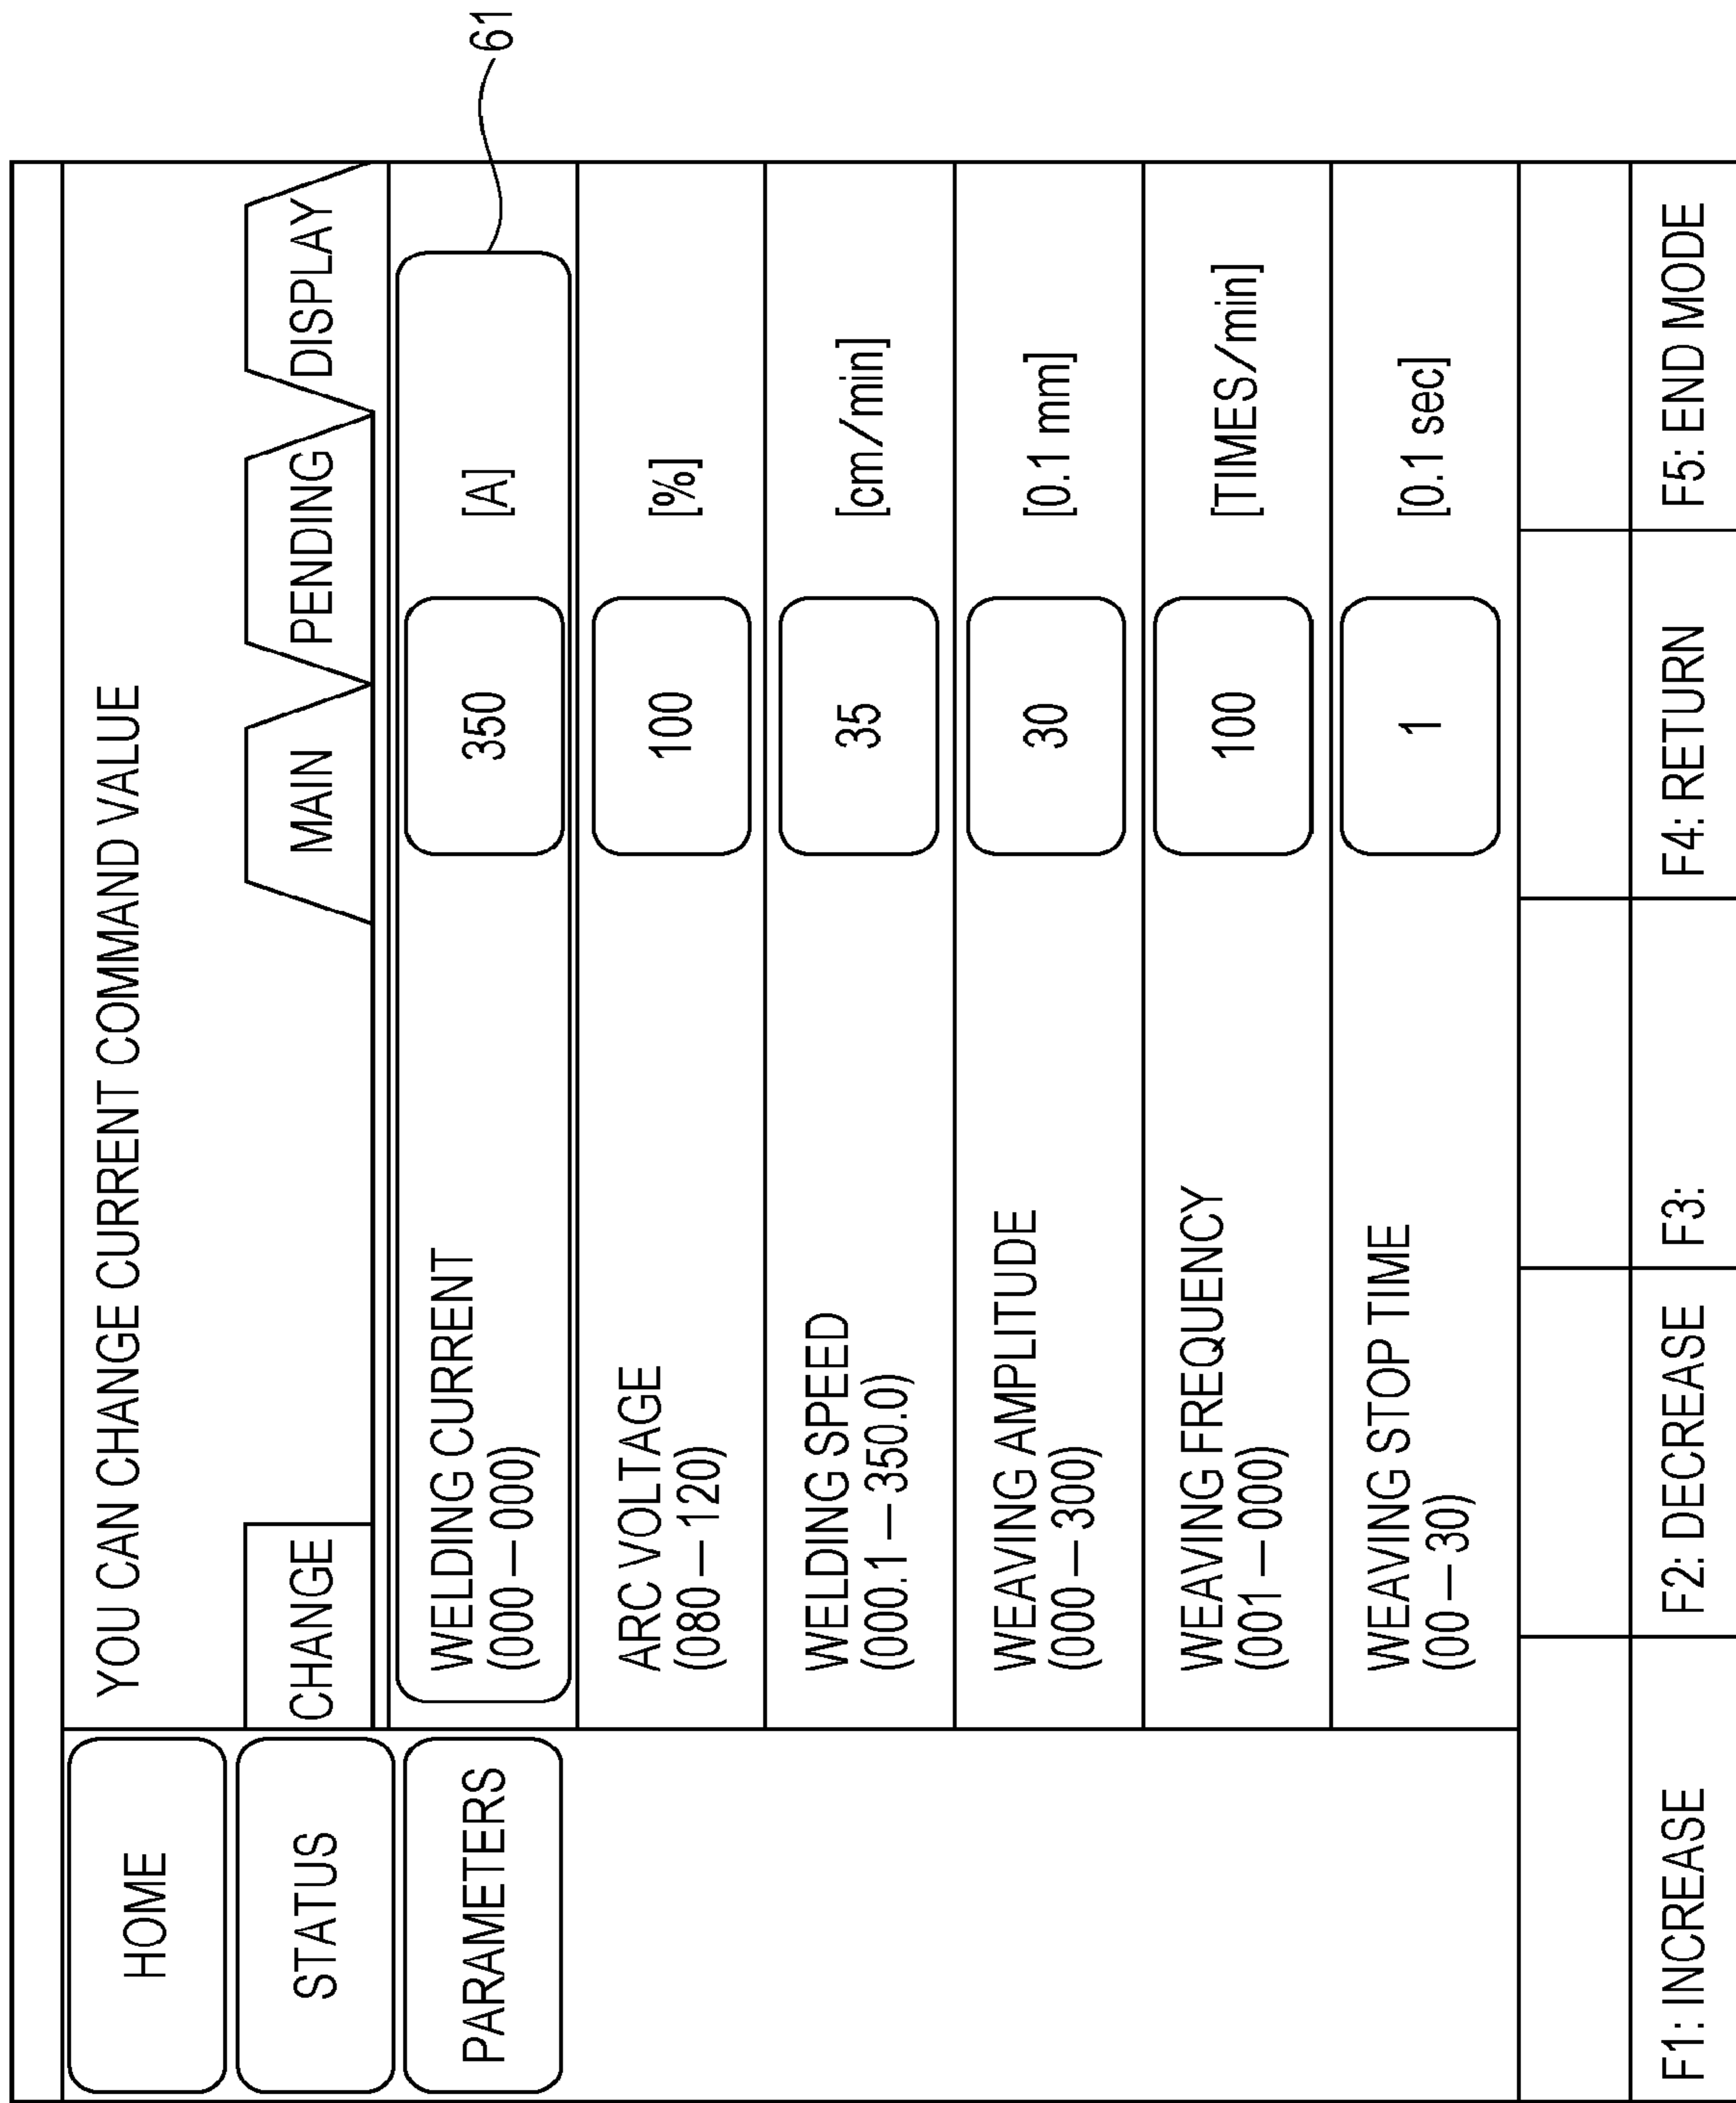 61
YOU CAN CHANGE CURRENT COMMAND VALUE
HOME
STATUS
PARAMETERS
CHANGE
MAIN
PENDING
DISPLAY
WELDING CURRENT
(000 — 000)
350
[A]
ARC VOLTAGE
(080 — 120)
100
[%]
WELDING SPEED
(000.1 — 350.0)
35
[cm/min]
WEAVING AMPLITUDE
(000 — 300)
30
[0.1 mm]
WEAVING FREQUENCY
(001 — 000)
100
[TIMES/min]
WEAVING STOP TIME
(00 — 30)
1
[0.1 sec]
F1: INCREASE
F2: DECREASE
F3:
F4: RETURN
F5: END MODE